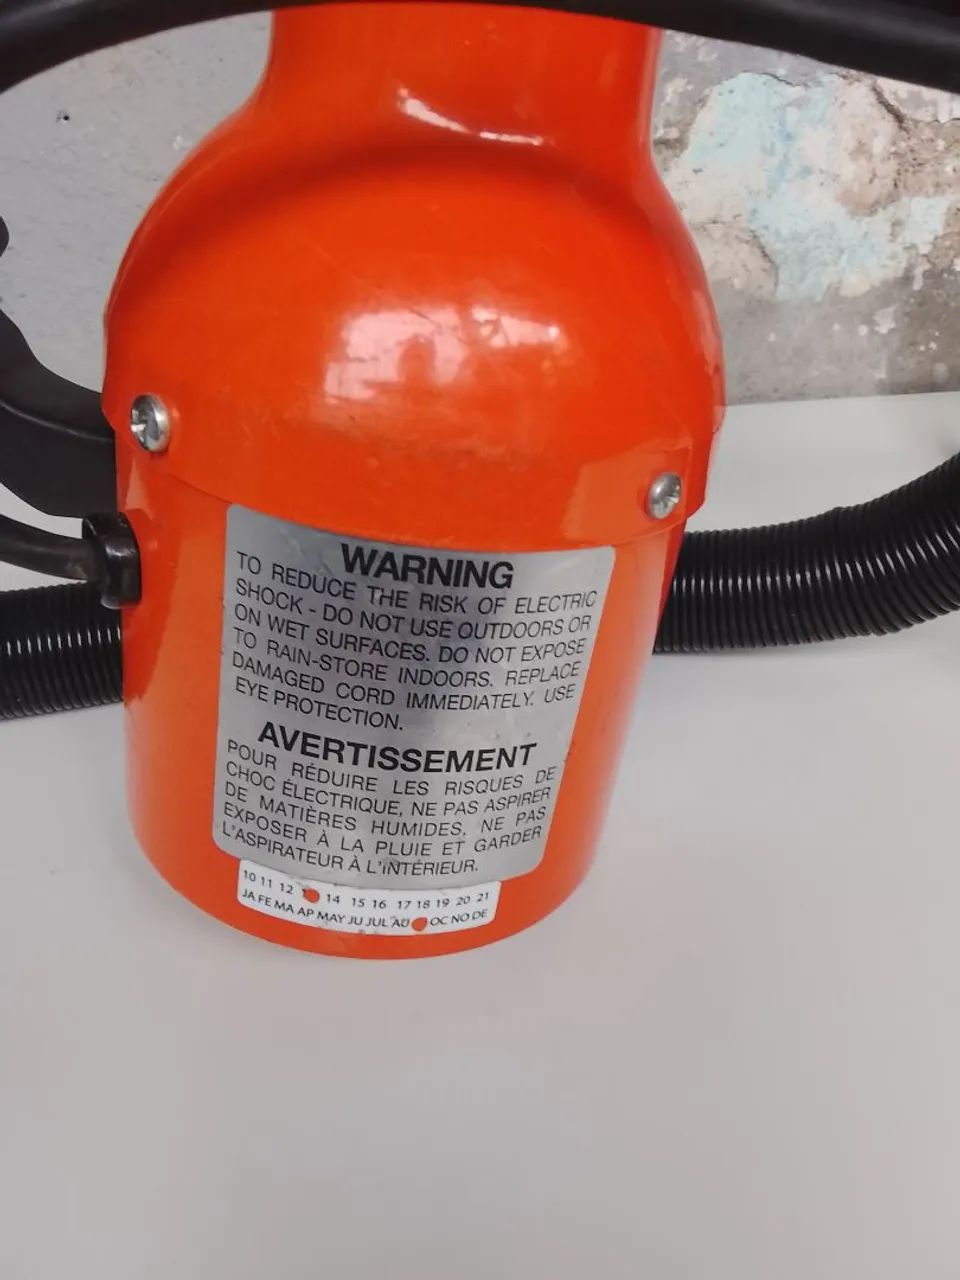 WARNING
TO REDUCE THE RISK OF ELECTRIC
SHOCK - DO NOT USE OUTDOORS OR
ON WET SURFACES. DO NOT EXPOSE
TO RAIN-STORE INDOORS. REPLACE
DAMAGED CORD IMMEDIATELY. USE
EYE PROTECTION.
AVERTISSEMENT
POUR RÉDUIRE LES RISQUES DE
CHOC ÉLECTRIQUE, NE PAS ASPIRER
DE MATIÈRES HUMIDES, NE PAS
EXPOSER À LA PLUIE ET GARDER
L'ASPIRATEUR À L'INTÉRIEUR.
10 11 12 14 15 16 17 18 19 20 21
JA FE MA AP MAY JU JUL AU OC NO DE